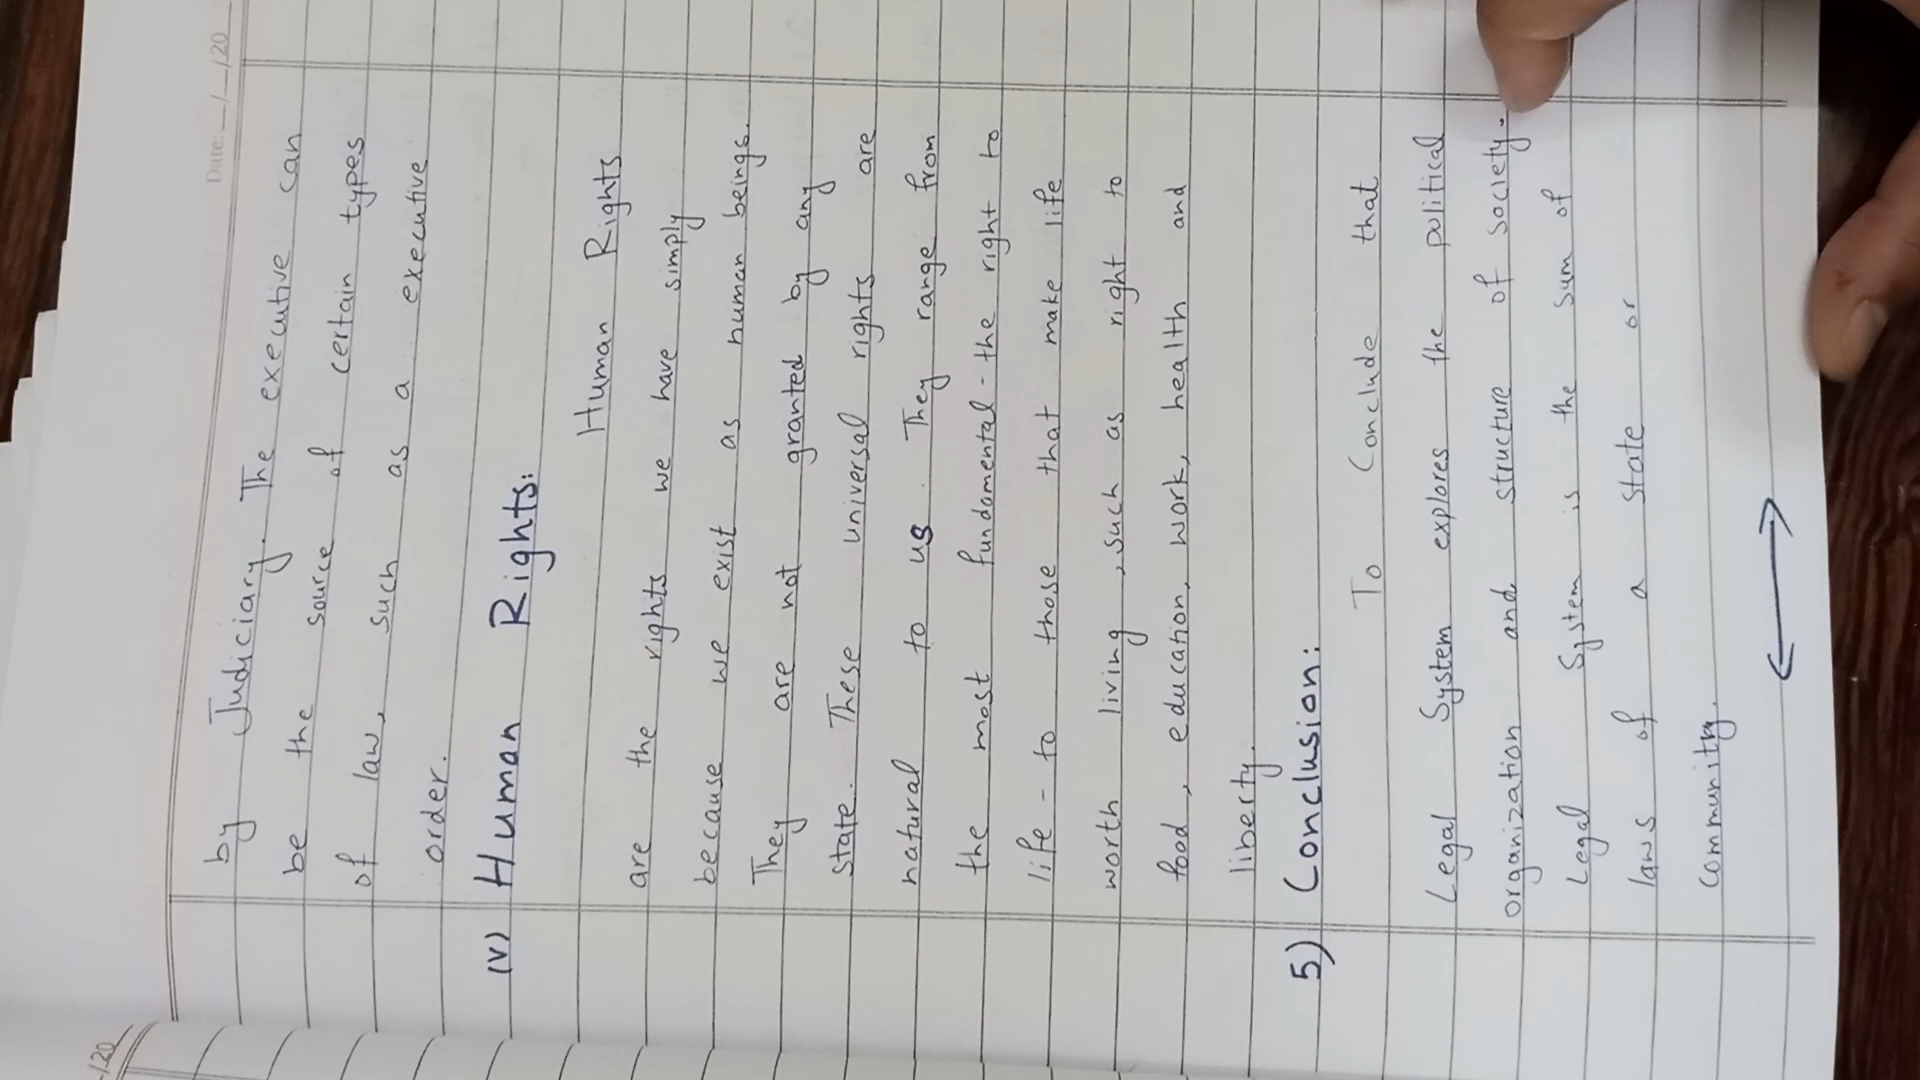 Date: __/__/20
by Judiciary. The executive can
be the source of certain types
of law, such as a executive
order.
(v) Human Rights:
Human Rights
are the rights we have simply
because we exist as human beings.
They are not granted by any
state. These universal rights are
natural to us. They range from
the most fundamental - the right to
life - to those that make life
worth living, such as right to
food, education, work, health and
liberty.
5) Conclusion:
To Conclude that
Legal System explores the political
organization and structure of society.
Legal System is the sum of
laws of a state or
community.
/20